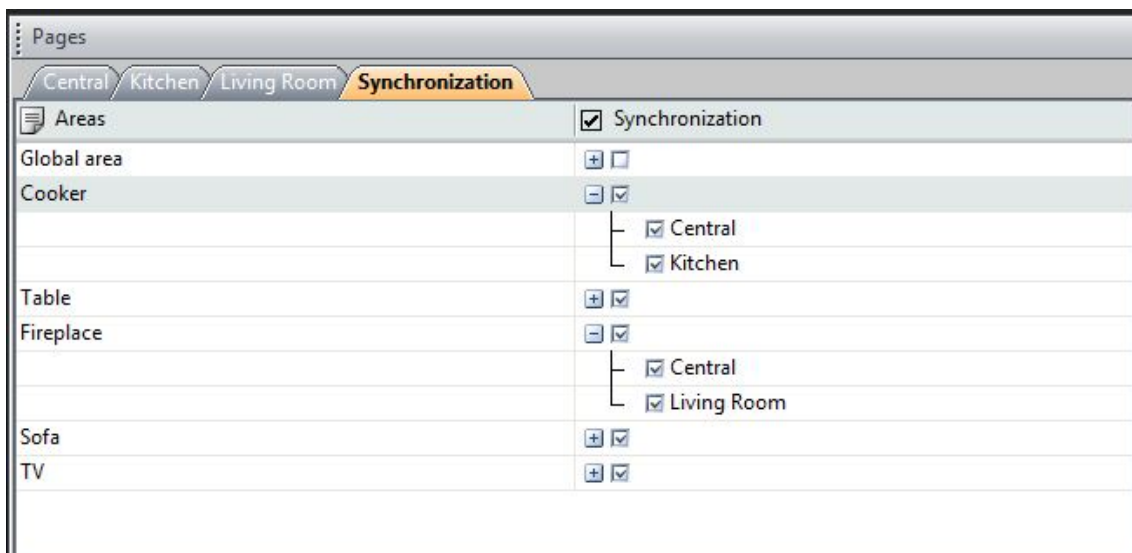 Pages
Central Kitchen Living Room Synchronization
Areas Synchronization
Global area
Cooker
Central
Kitchen
Table
Fireplace
Central
Living Room
Sofa
TV